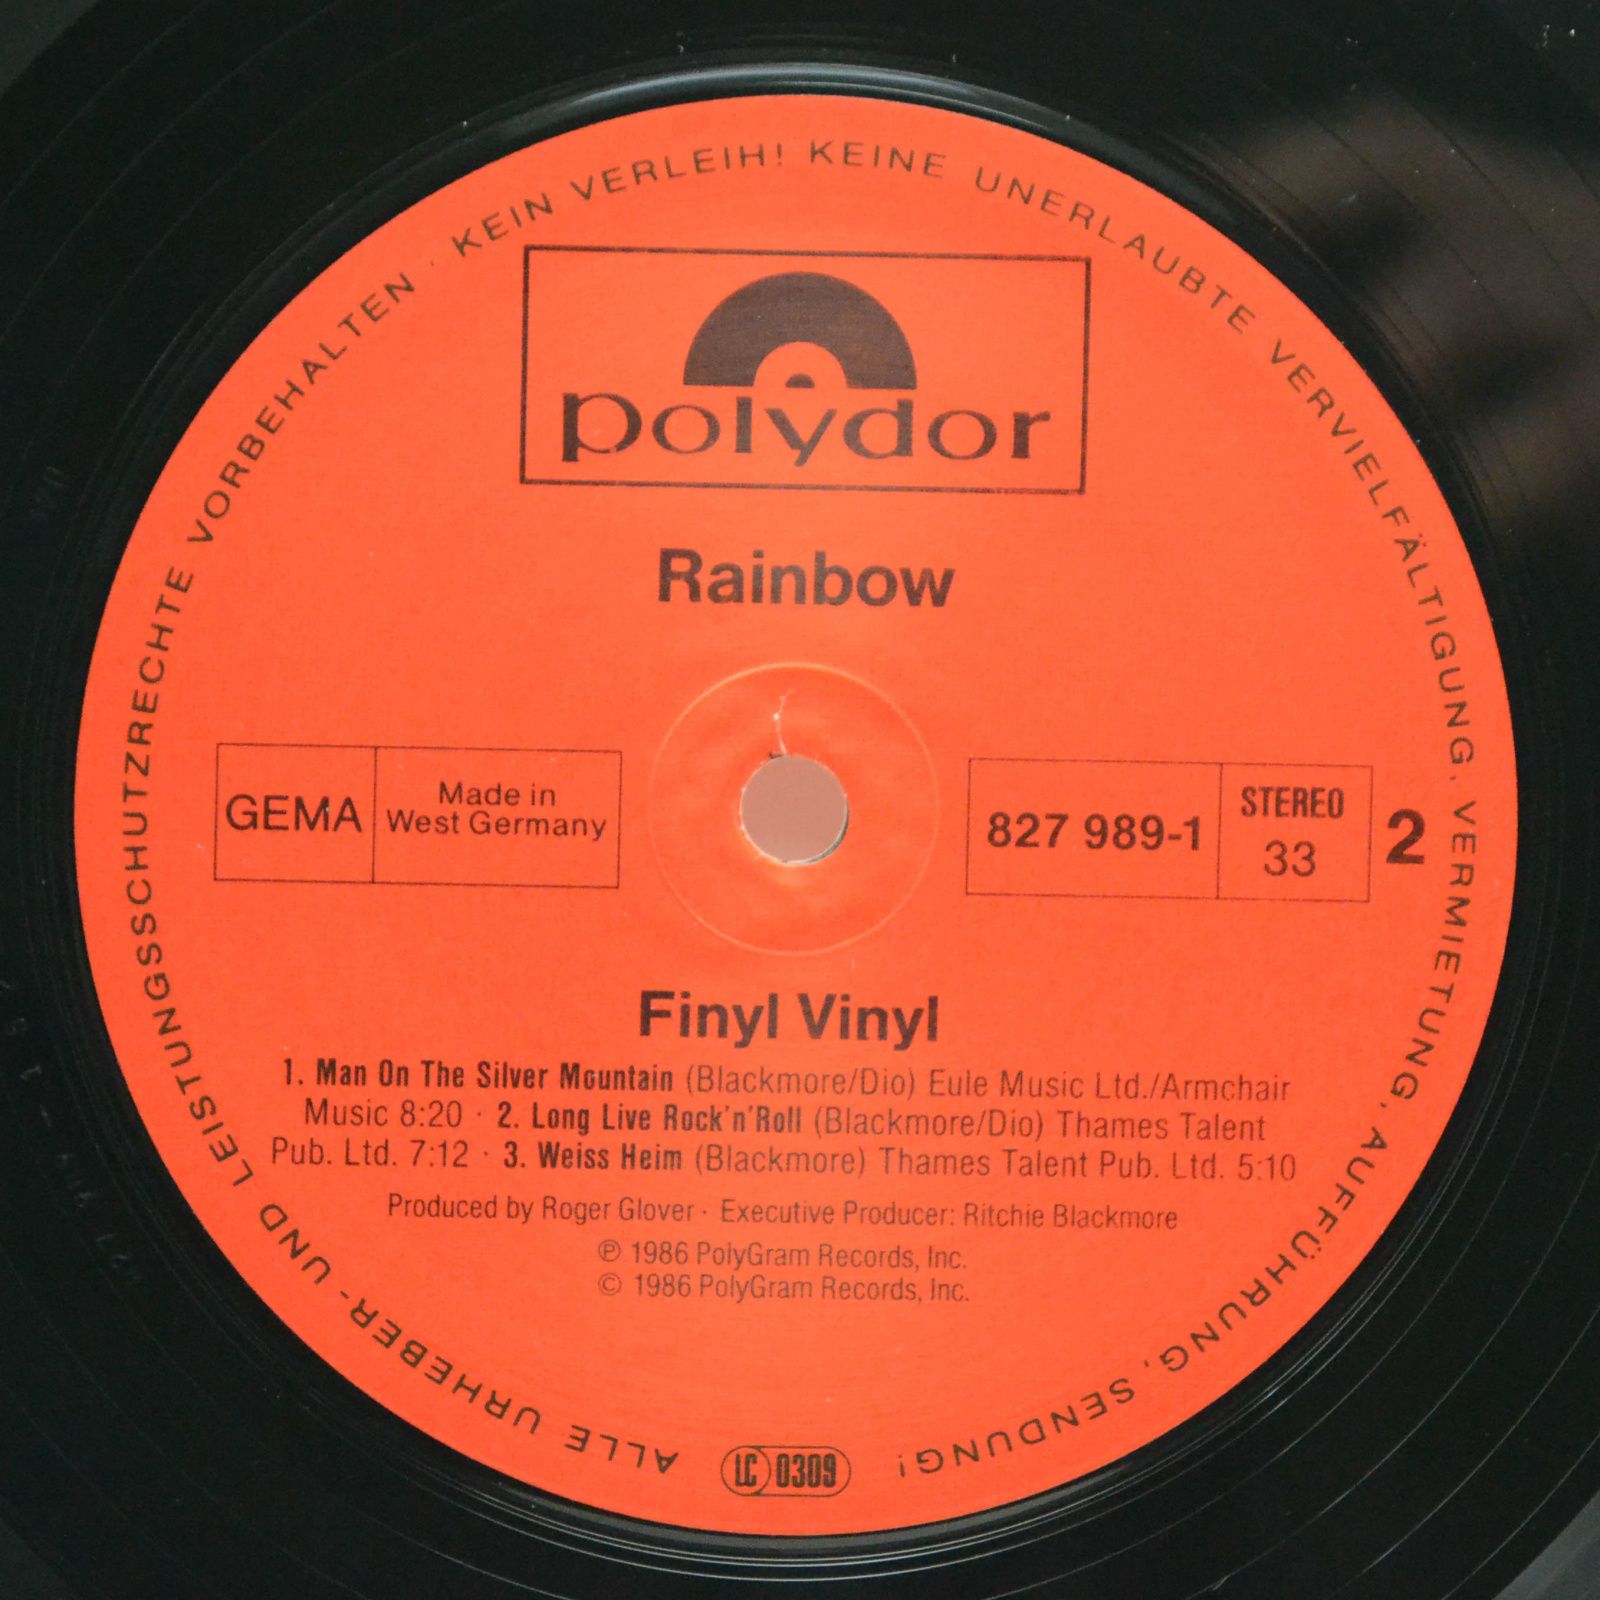 ALLE URHEBER- UND LEISTUNGSSCHUTZRECHTE VORBEHALTEN · KEIN VERLEIH! KEINE UNERLAUBTE VERVIELFÄLTIGUNG, VERMIETUNG, AUFFÜHRUNG, SENDUNG!
polydor
Rainbow
GEMA
Made in
West Germany
827 989-1
STEREO
33
2
Finyl Vinyl
1. Man On The Silver Mountain (Blackmore/Dio) Eule Music Ltd./Armchair
Music 8:20 · 2. Long Live Rock'n'Roll (Blackmore/Dio) Thames Talent
Pub. Ltd. 7:12 · 3. Weiss Heim (Blackmore) Thames Talent Pub. Ltd. 5:10
Produced by Roger Glover · Executive Producer: Ritchie Blackmore
℗ 1986 PolyGram Records, Inc.
© 1986 PolyGram Records, Inc.
LC 0309